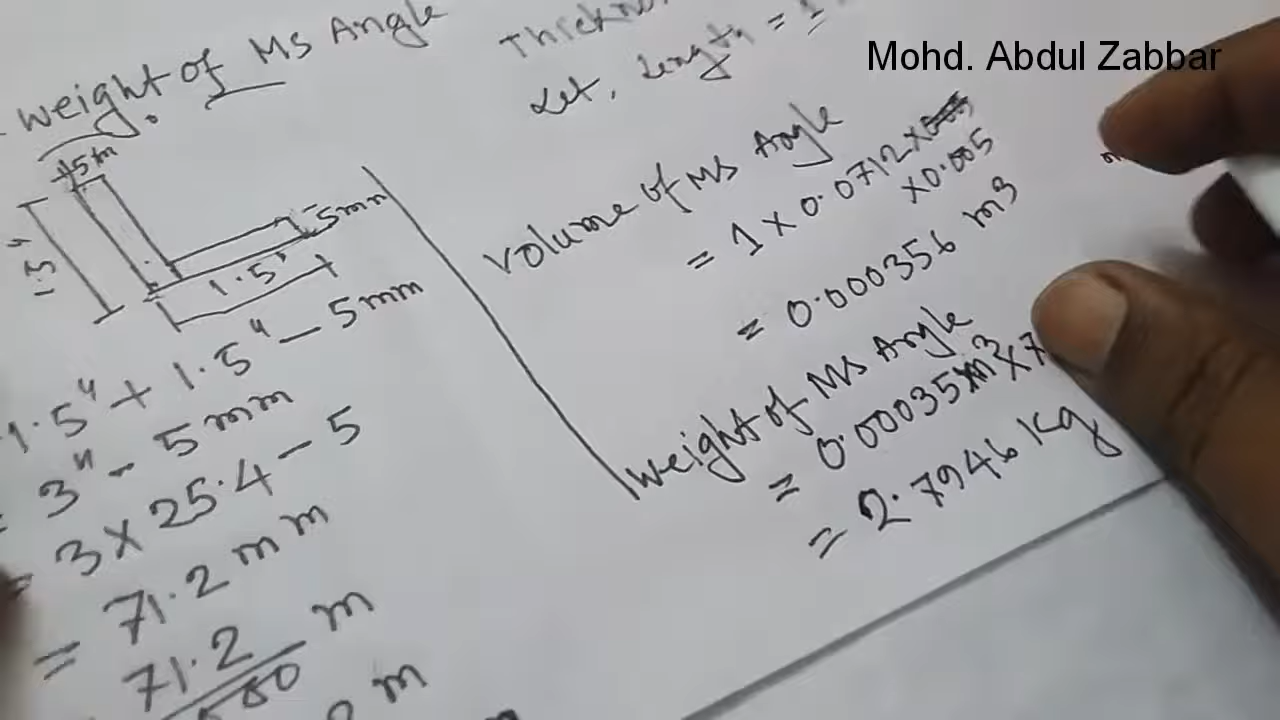 Weight of Ms Angle
5m
5mm
1.5"
1.5"
1.5" + 1.5" - 5mm
3" - 5mm
= 3 x 25.4 - 5
= 71.2 mm
71.2 m
m
Let, Length = 1
Mohd. Abdul Zabbar
Volume of MS Angle
= 1 x 0.0712 x
x 0.005
= 0.000356 m3
Weight of MS Angle
= 0.00035 m3 x 7
= 2.7946 Kg